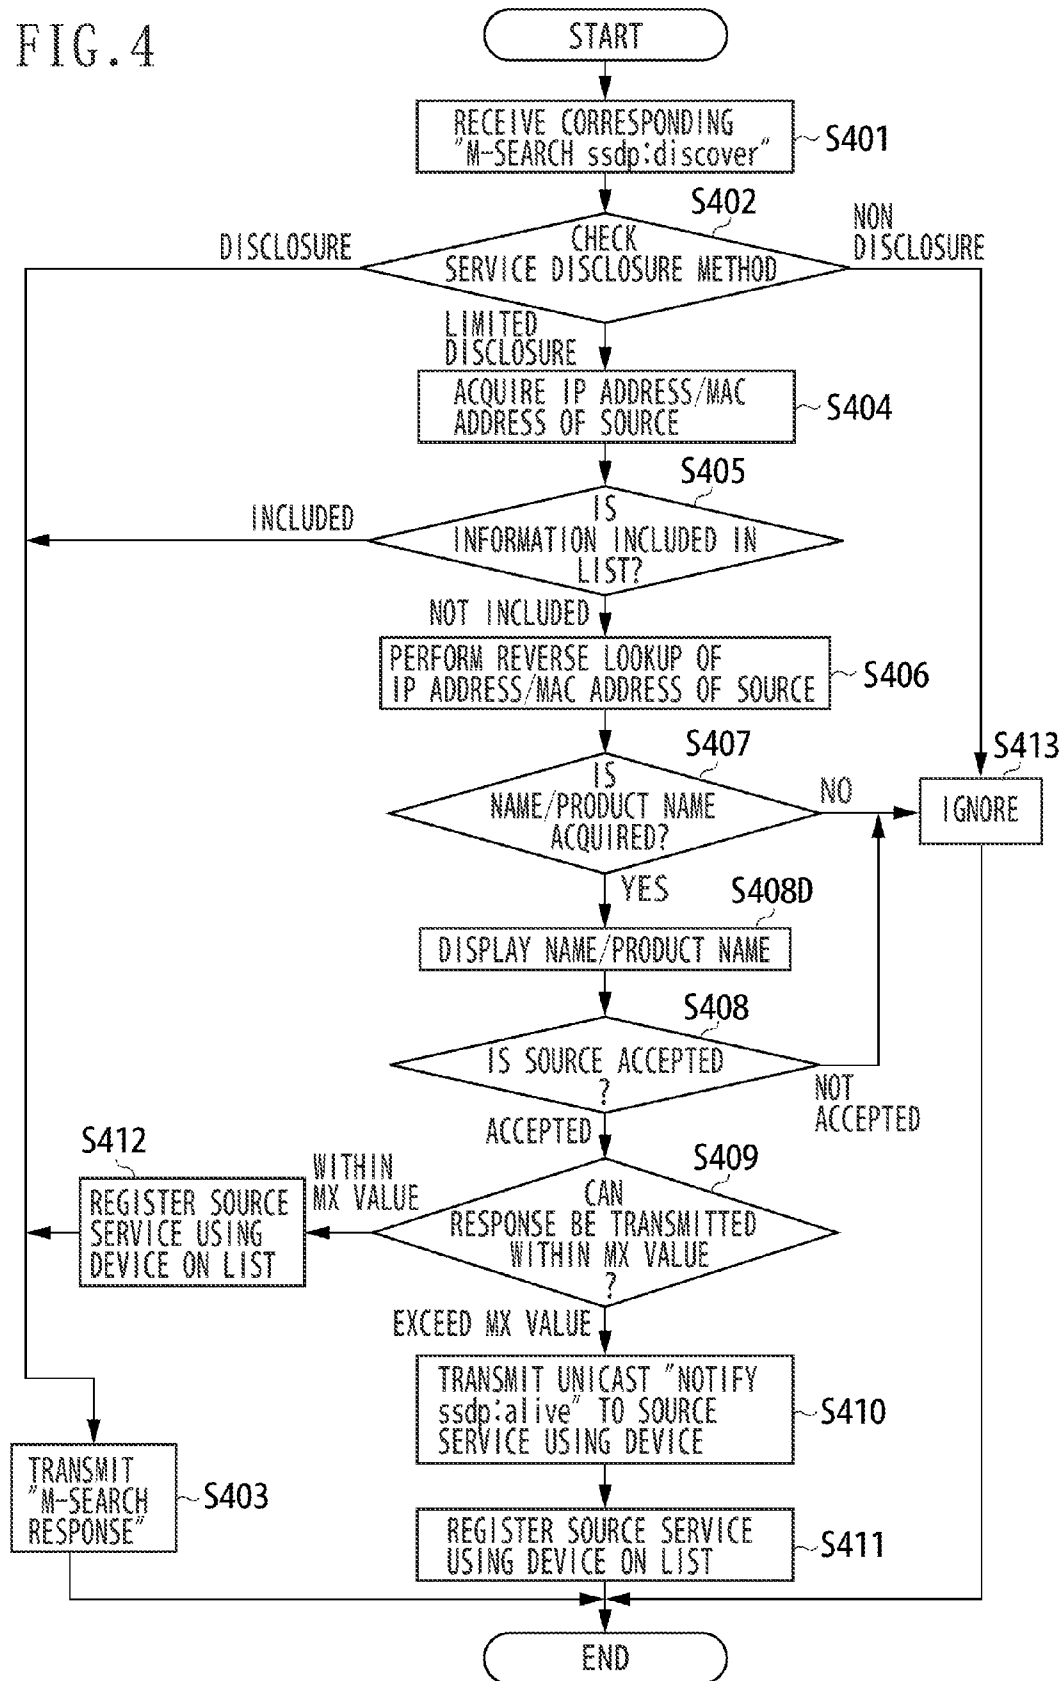 FIG.4
START
RECEIVE CORRESPONDING
"M-SEARCH ssdp:discover"
S401
S402
CHECK
SERVICE DISCLOSURE METHOD
DISCLOSURE
NON
DISCLOSURE
LIMITED
DISCLOSURE
ACQUIRE IP ADDRESS/MAC
ADDRESS OF SOURCE
S404
S405
IS
INFORMATION INCLUDED IN
LIST?
INCLUDED
NOT INCLUDED
PERFORM REVERSE LOOKUP OF
IP ADDRESS/MAC ADDRESS OF SOURCE
S406
S407
IS
NAME/PRODUCT NAME
ACQUIRED?
NO
S413
IGNORE
YES
S408D
DISPLAY NAME/PRODUCT NAME
S408
IS SOURCE ACCEPTED
?
NOT
ACCEPTED
ACCEPTED
S409
CAN
RESPONSE BE TRANSMITTED
WITHIN MX VALUE
?
WITHIN
MX VALUE
S412
REGISTER SOURCE
SERVICE USING
DEVICE ON LIST
EXCEED MX VALUE
TRANSMIT UNICAST "NOTIFY
ssdp:alive" TO SOURCE
SERVICE USING DEVICE
S410
TRANSMIT
"M-SEARCH
RESPONSE"
S403
REGISTER SOURCE SERVICE
USING DEVICE ON LIST
S411
END